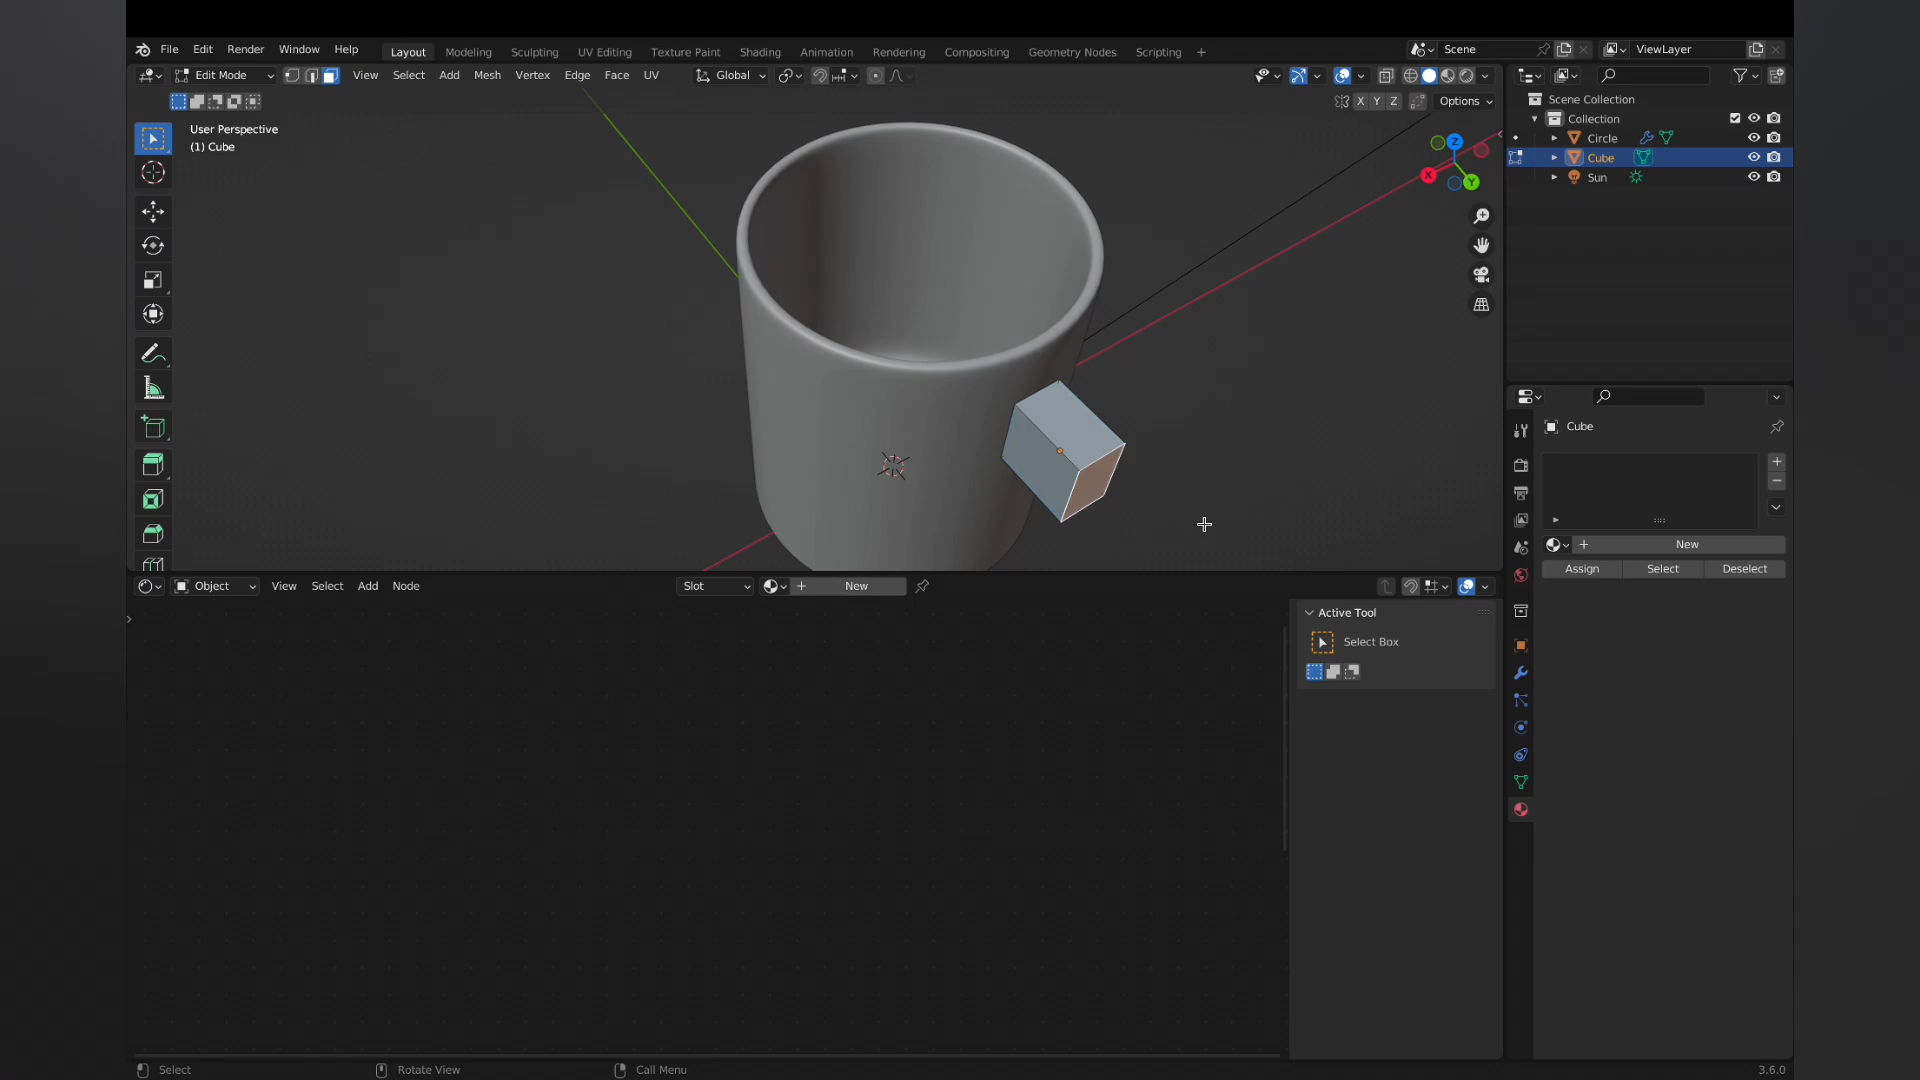 File Edit Render Window Help Layout Modeling Sculpting UV Editing Texture Paint Shading Animation Rendering Compositing Geometry Nodes Scripting + Scene ViewLayer
Edit Mode View Select Add Mesh Vertex Edge Face UV Global
X Y Z Options
User Perspective
(1) Cube
Z
X
Y
Scene Collection
Collection
Circle
Cube
Sun
Cube
New
Assign Select Deselect
Object View Select Add Node Slot New
Active Tool
Select Box
Select Rotate View Call Menu 3.6.0